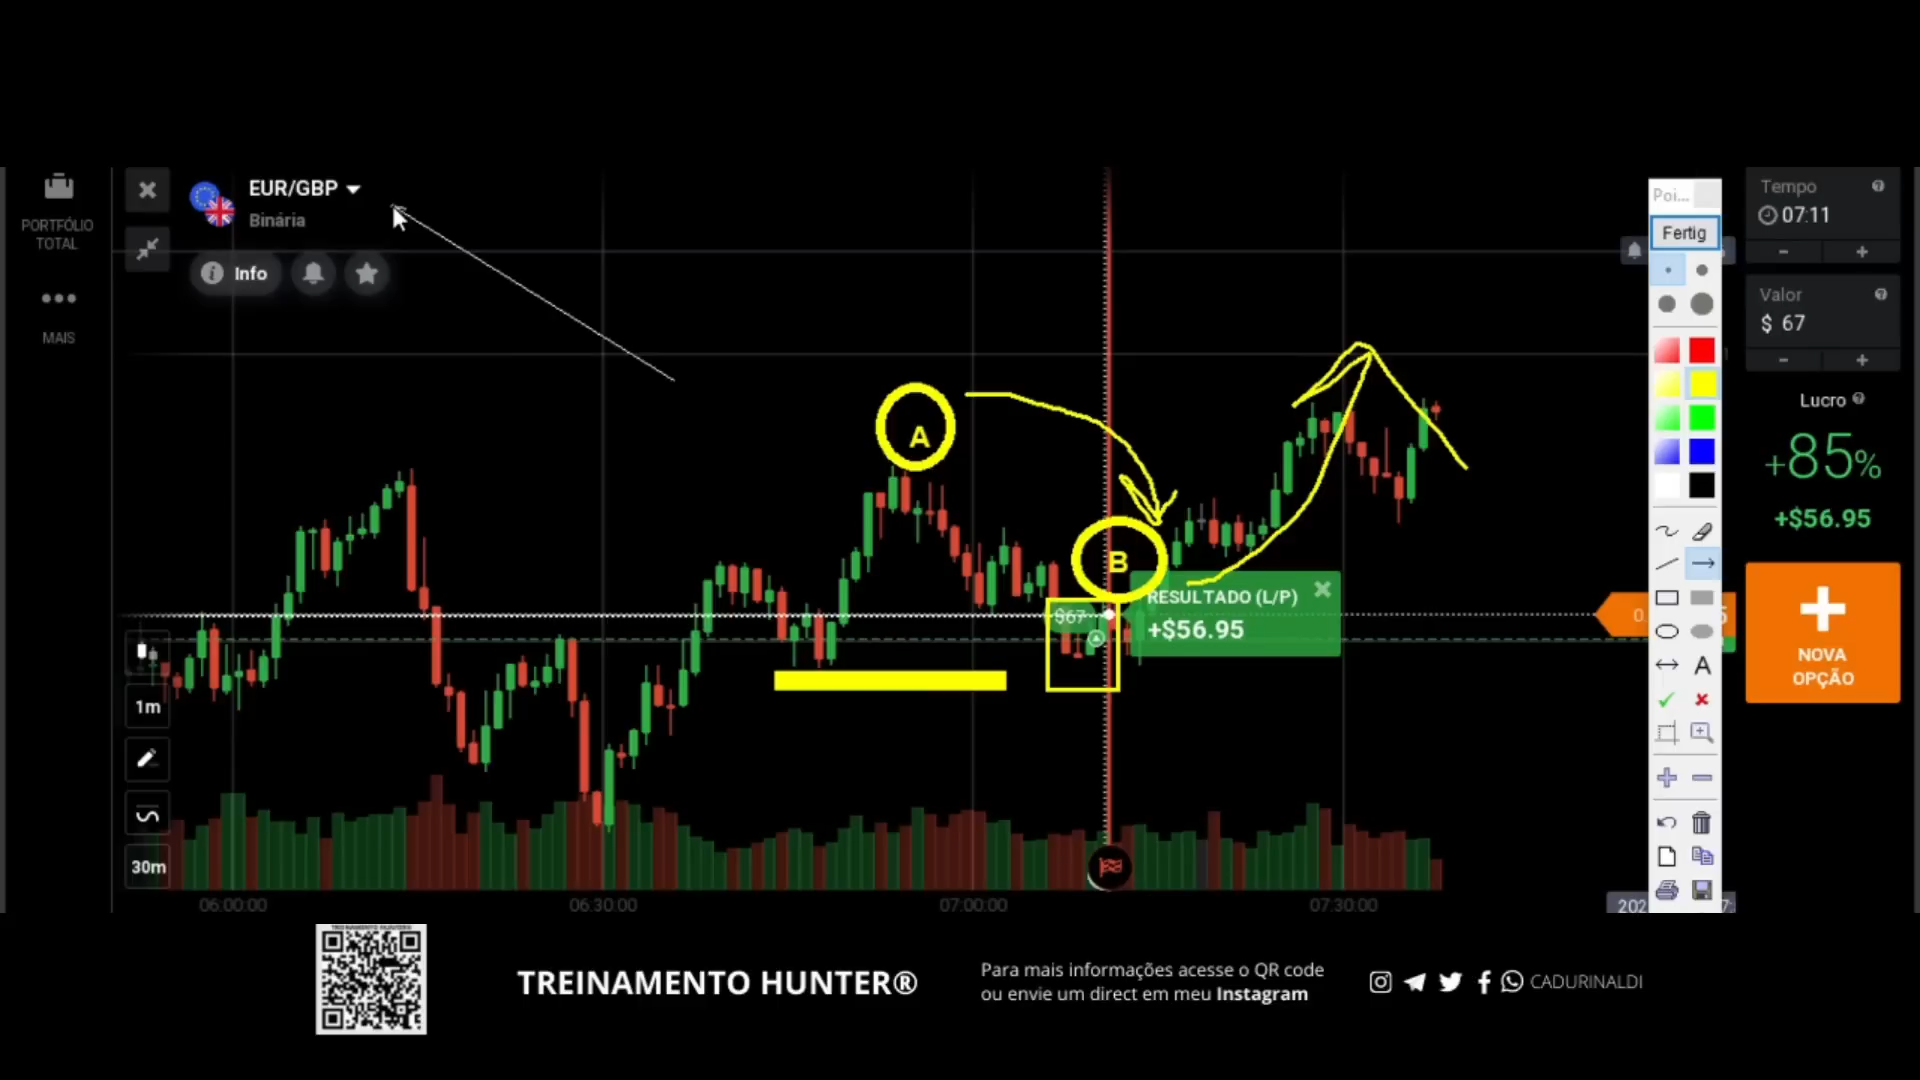 PORTFÓLIO
TOTAL
MAIS
EUR/GBP
Binária
Info
A
B
$67
RESULTADO (L/P)
+$56.95
1m
30m
06:00:00
06:30:00
07:00:00
07:30:00
Poi...
Fertig
A
Tempo
07:11
Valor
$ 67
Lucro
+85%
+$56.95
NOVA
OPÇÃO
TREINAMENTO HUNTER®
Para mais informações acesse o QR code
ou envie um direct em meu Instagram
CADURINALDI